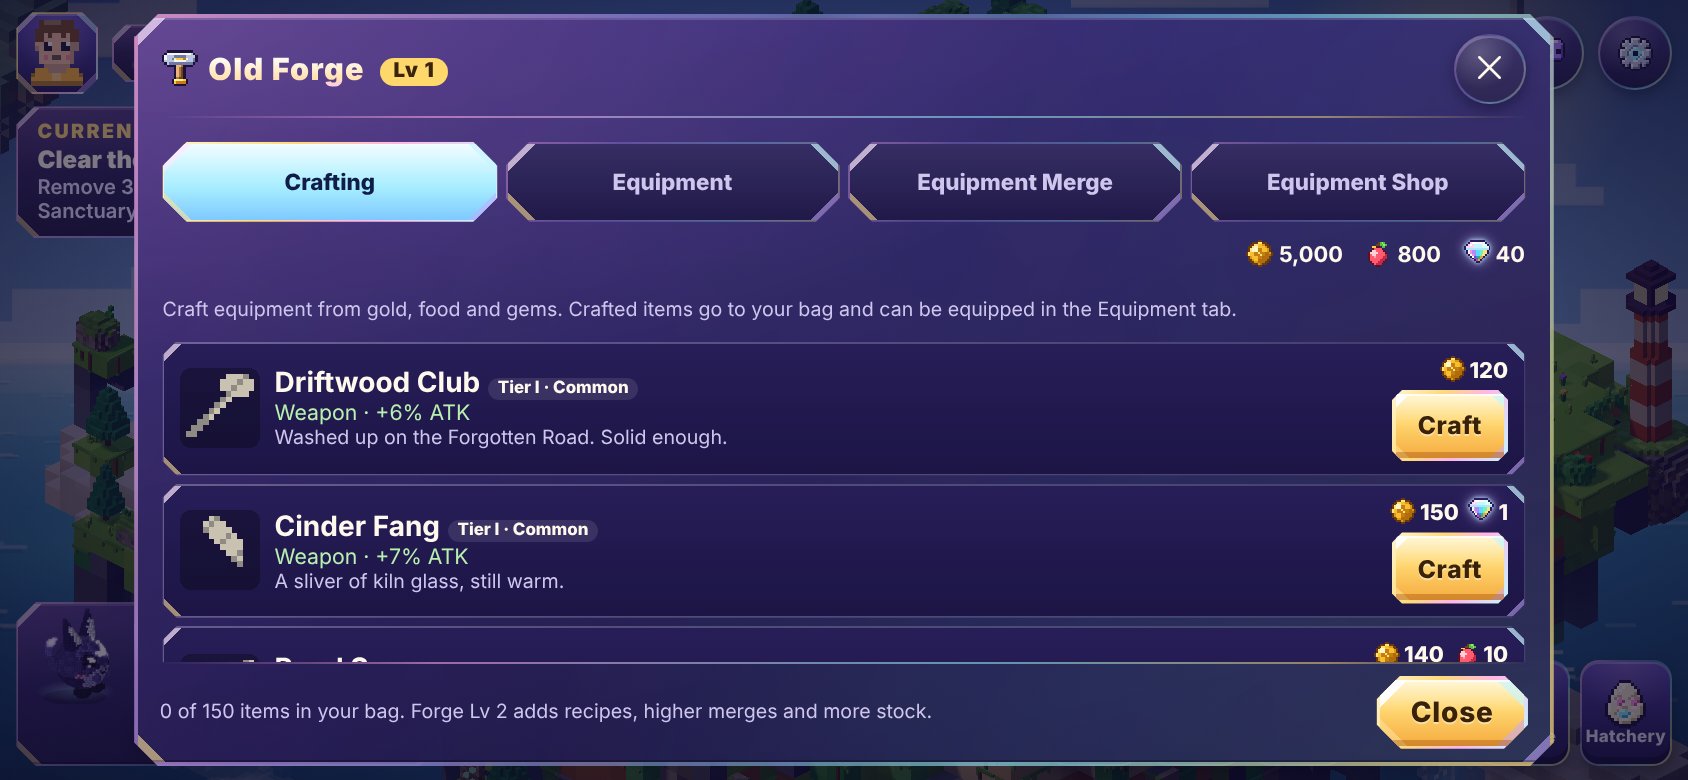 Old Forge Lv 1
CURREN
Clear the
Remove 3
Sanctuary
Crafting
Equipment
Equipment Merge
Equipment Shop
5,000 800 40
Craft equipment from gold, food and gems. Crafted items go to your bag and can be equipped in the Equipment tab.
Driftwood Club Tier I · Common
Weapon · +6% ATK
Washed up on the Forgotten Road. Solid enough.
120
Craft
Cinder Fang Tier I · Common
Weapon · +7% ATK
A sliver of kiln glass, still warm.
150 1
Craft
140 10
0 of 150 items in your bag. Forge Lv 2 adds recipes, higher merges and more stock.
Close
Hatchery